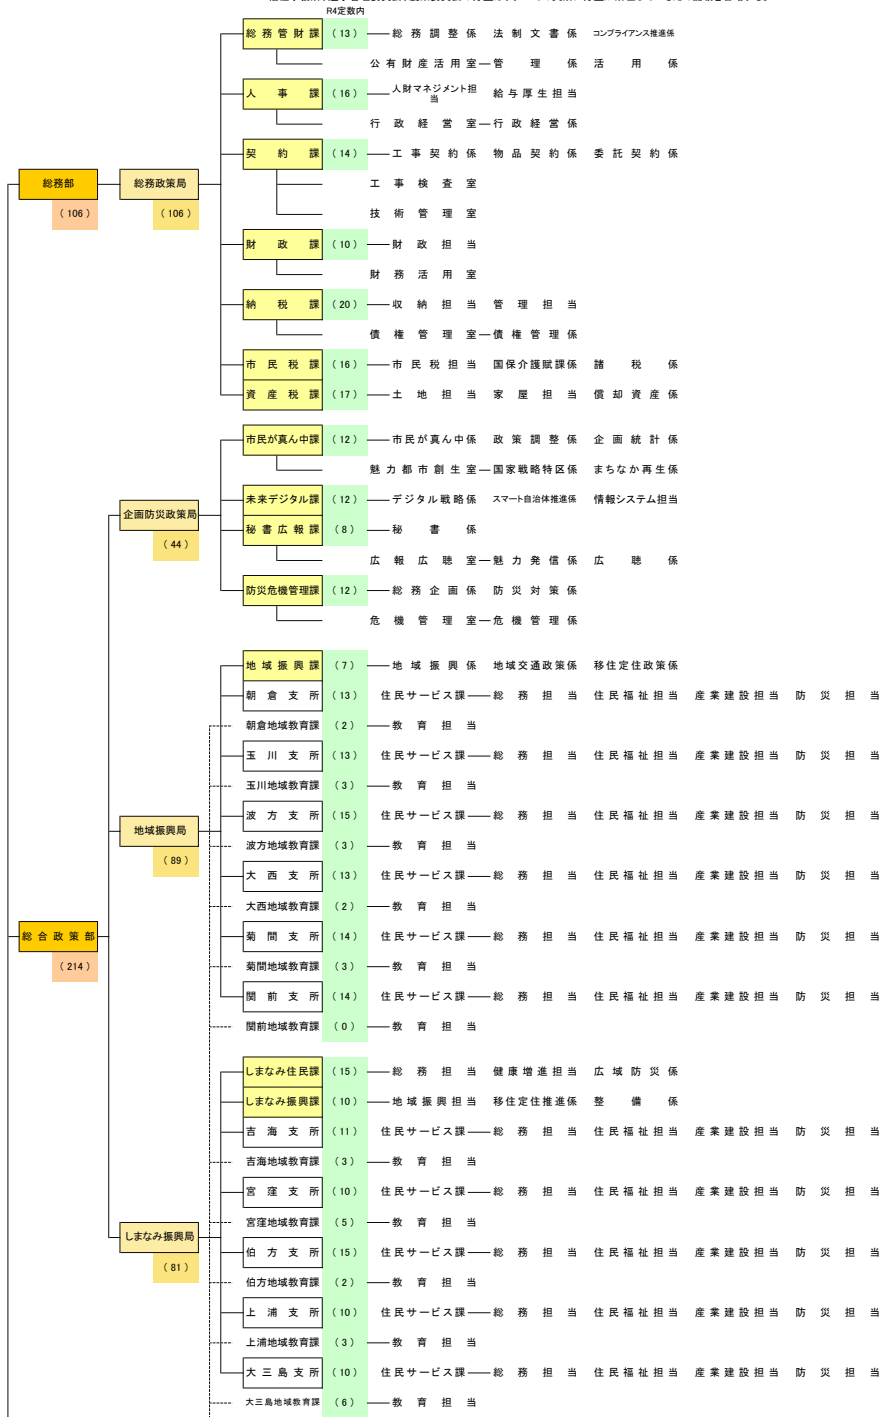 R4定数内
総務管財課 (13) 総務調整係 法制文書係 コンプライアンス推進係
公有財産活用室 管理係 活用係
人事課 (16) 人財マネジメント担当 給与厚生担当
行政経営室 行政経営係
契約課 (14) 工事契約係 物品契約係 委託契約係
総務部 総務政策局 工事検査室
(106) (106) 技術管理室
財政課 (10) 財政担当
財務活用室
納税課 (20) 収納担当 管理担当
債権管理室 債権管理係
市民税課 (16) 市民税担当 国保介護賦課係 諸税係
資産税課 (17) 土地担当 家屋担当 償却資産係
市民が真ん中課 (12) 市民が真ん中係 政策調整係 企画統計係
魅力都市創生室 国家戦略特区係 まちなか再生係
未来デジタル課 (12) デジタル戦略係 スマート自治体推進係 情報システム担当
企画防災政策局
秘書広報課 (8) 秘書係
(44)
広報広聴室 魅力発信係 広聴係
防災危機管理課 (12) 総務企画係 防災対策係
危機管理室 危機管理係
地域振興課 (7) 地域振興係 地域交通政策係 移住定住政策係
朝倉支所 (13) 住民サービス課 総務担当 住民福祉担当 産業建設担当 防災担当
朝倉地域教育課 (2) 教育担当
玉川支所 (13) 住民サービス課 総務担当 住民福祉担当 産業建設担当 防災担当
玉川地域教育課 (3) 教育担当
波方支所 (15) 住民サービス課 総務担当 住民福祉担当 産業建設担当 防災担当
地域振興局
波方地域教育課 (3) 教育担当
(89)
大西支所 (13) 住民サービス課 総務担当 住民福祉担当 産業建設担当 防災担当
大西地域教育課 (2) 教育担当
総合政策部 菊間支所 (14) 住民サービス課 総務担当 住民福祉担当 産業建設担当 防災担当
(214) 菊間地域教育課 (3) 教育担当
関前支所 (14) 住民サービス課 総務担当 住民福祉担当 産業建設担当 防災担当
関前地域教育課 (0) 教育担当
しまなみ住民課 (15) 総務担当 健康増進担当 広域防災係
しまなみ振興課 (10) 地域振興担当 移住定住推進係 整備係
吉海支所 (11) 住民サービス課 総務担当 住民福祉担当 産業建設担当 防災担当
吉海地域教育課 (3) 教育担当
宮窪支所 (10) 住民サービス課 総務担当 住民福祉担当 産業建設担当 防災担当
宮窪地域教育課 (5) 教育担当
しまなみ振興局
伯方支所 (15) 住民サービス課 総務担当 住民福祉担当 産業建設担当 防災担当
(81)
伯方地域教育課 (2) 教育担当
上浦支所 (10) 住民サービス課 総務担当 住民福祉担当 産業建設担当 防災担当
上浦地域教育課 (3) 教育担当
大三島支所 (10) 住民サービス課 総務担当 住民福祉担当 産業建設担当 防災担当
大三島地域教育課 (6) 教育担当